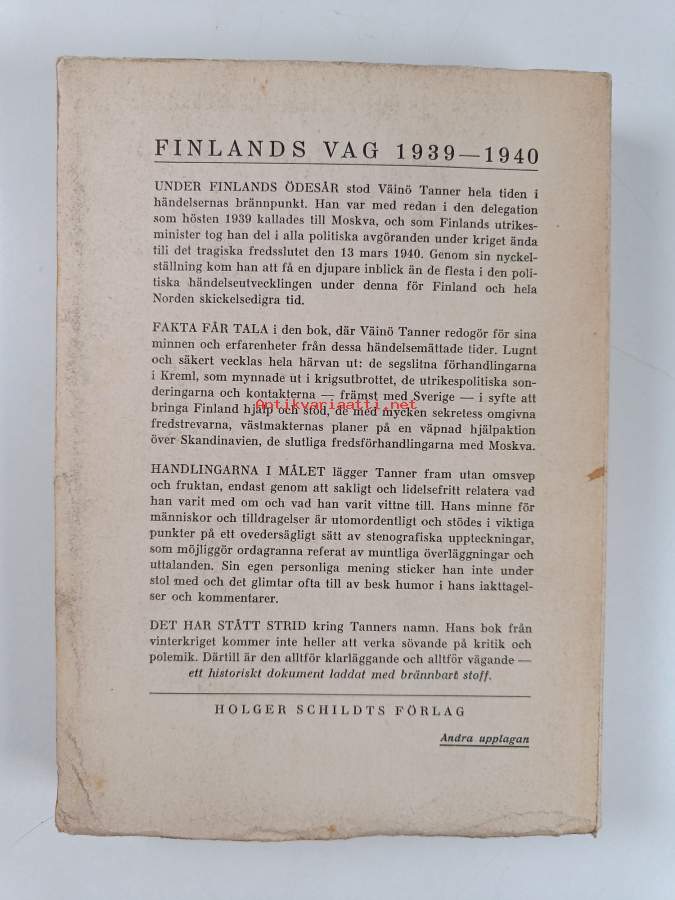 FINLANDS VAG 1939—1940
UNDER FINLANDS ÖDESÅR stod Väinö Tanner hela tiden i
händelsernas brännpunkt. Han var med redan i den delegation
som hösten 1939 kallades till Moskva, och som Finlands utrikes-
minister tog han del i alla politiska avgöranden under kriget ända
till det tragiska fredsslutet den 13 mars 1940. Genom sin nyckel-
ställning kom han att få en djupare inblick än de flesta i den poli-
tiska händelseutvecklingen under denna för Finland och hela
Norden skickelsedigra tid.
FAKTA FÅR TALA i den bok, där Väinö Tanner redogör för sina
minnen och erfarenheter från dessa händelsemättade tider. Lugnt
och säkert vecklas hela härvan ut: de segslitna förhandlingarna
i Kreml, som mynnade ut i krigsutbrottet, de utrikespolitiska son-
deringarna och kontakterna — främst med Sverige — i syfte att
Antikvariaatti.net
bringa Finland hjälp och stöd, de med mycken sekretess omgivna
fredstrevarna, västmakternas planer på en väpnad hjälpaktion
över Skandinavien, de slutliga fredsförhandlingarna med Moskva.
HANDLINGARNA I MÅLET lägger Tanner fram utan omsvep
och fruktan, endast genom att sakligt och lidelsefritt relatera vad
han varit med om och vad han varit vittne till. Hans minne för
människor och tilldragelser är utomordentligt och stödes i viktiga
punkter på ett ovedersägligt sätt av stenografiska uppteckningar,
som möjliggör ordagranna referat av muntliga överläggningar och
uttalanden. Sin egen personliga mening sticker han inte under
stol med och det glimtar ofta till av besk humor i hans iakttagel-
ser och kommentarer.
DET HAR STÅTT STRID kring Tanners namn. Hans bok från
vinterkriget kommer inte heller att verka sövande på kritik och
polemik. Därtill är den alltför klarläggande och alltför vägande —
ett historiskt dokument laddat med brännbart stoff.
HOLGER SCHILDTS FÖRLAG
Andra upplagan